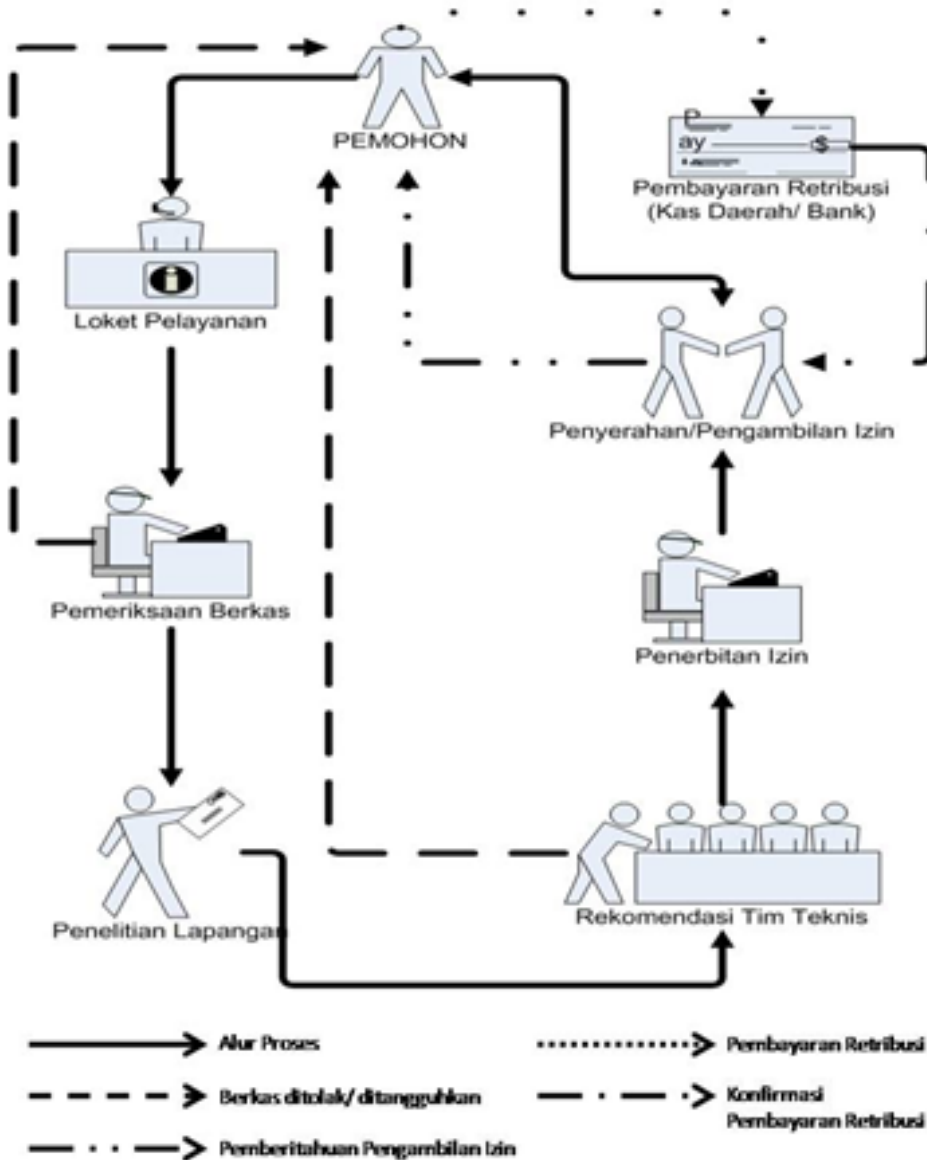 PEMOHON
P
ay
$
Pembayaran Retribusi
(Kas Daerah/ Bank)
i
Loket Pelayanan
Penyerahan/Pengambilan Izin
Pemeriksaan Berkas
Penerbitan Izin
Penelitian Lapangan
Rekomendasi Tim Teknis
Alur Proses
Pembayaran Retribusi
Berkas ditolak/ ditangguhkan
Konfirmasi
Pembayaran Retribusi
Pemberitahuan Pengambilan Izin